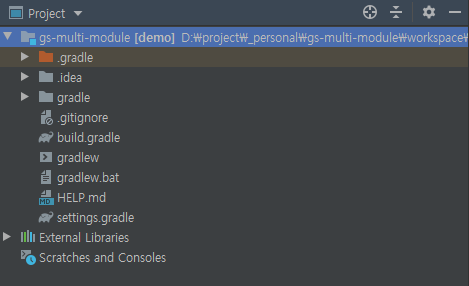 Project
gs-multi-module [demo] D:₩project₩_personal₩gs-multi-module₩workspace₩
.gradle
.idea
gradle
.gitignore
build.gradle
gradlew
gradlew.bat
MD HELP.md
settings.gradle
External Libraries
Scratches and Consoles